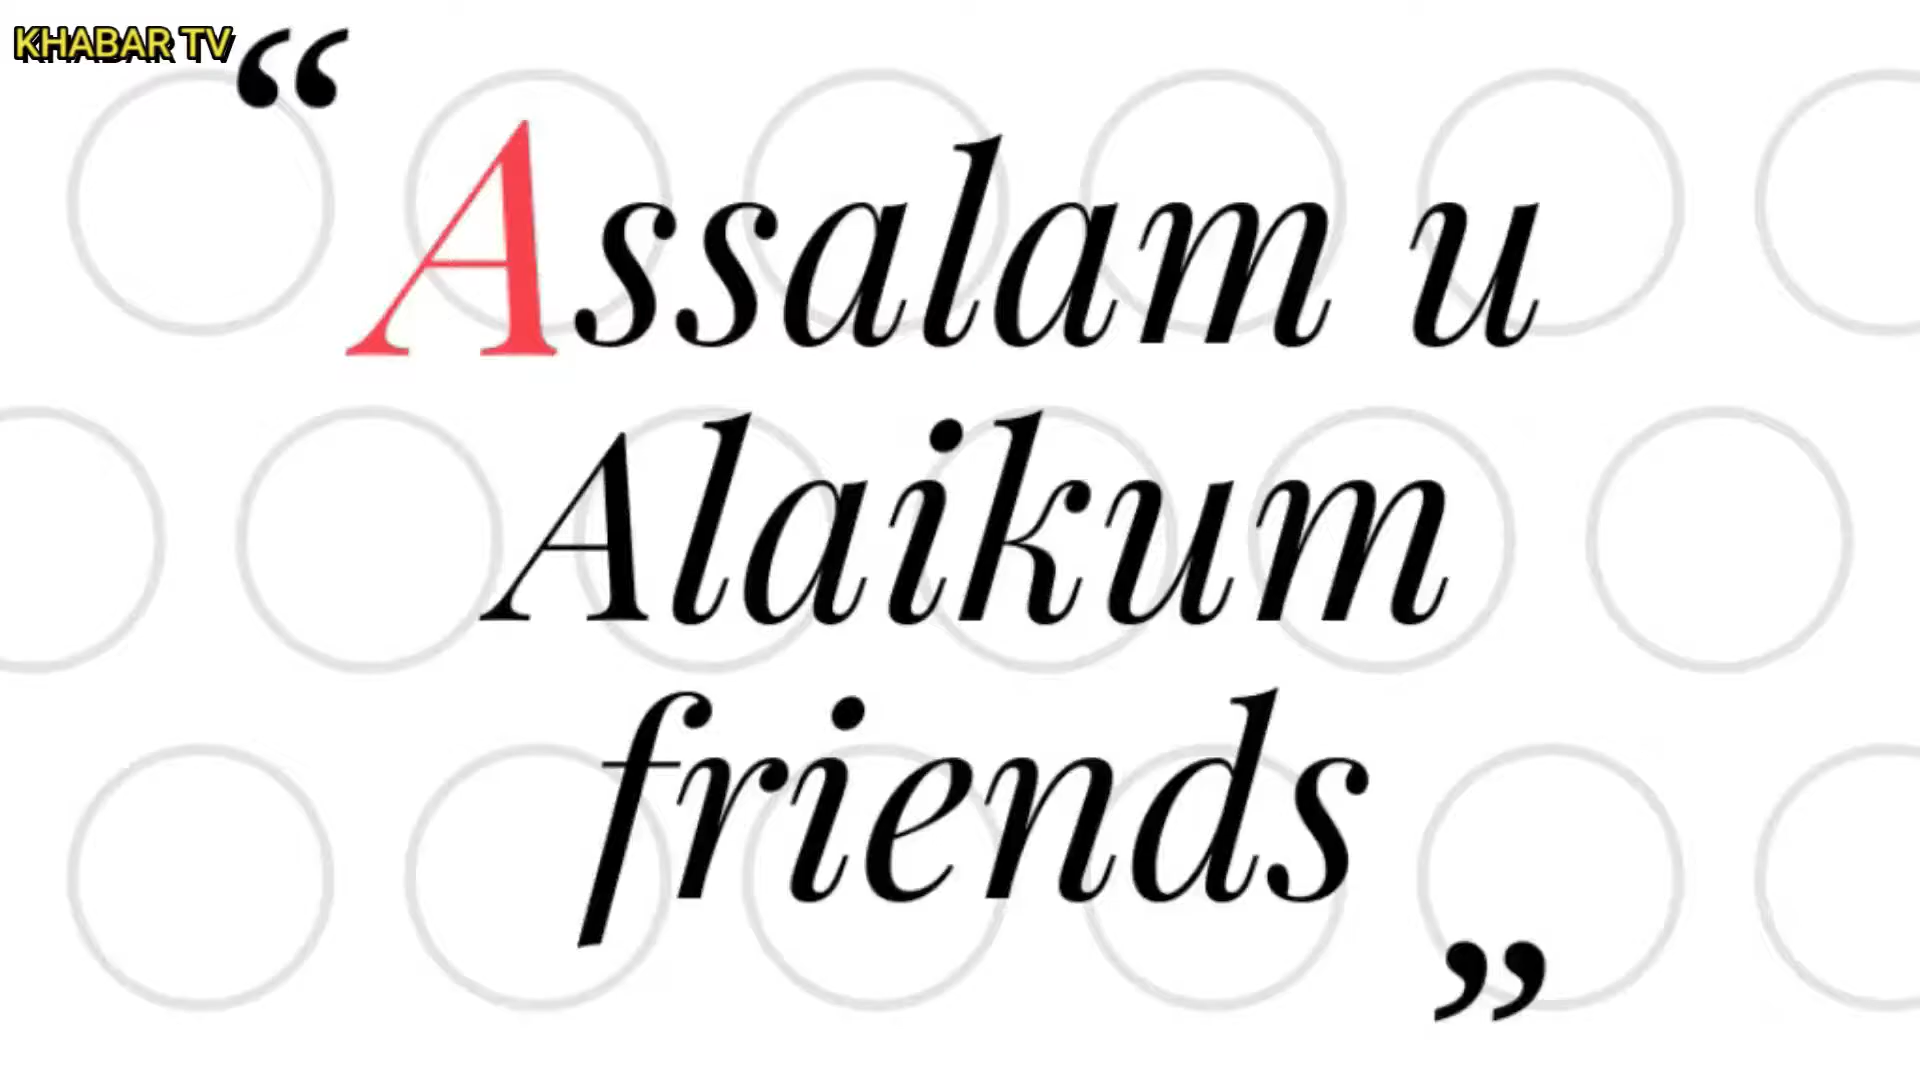 KHABAR TV
“
Assalam u
Alaikum
friends
”